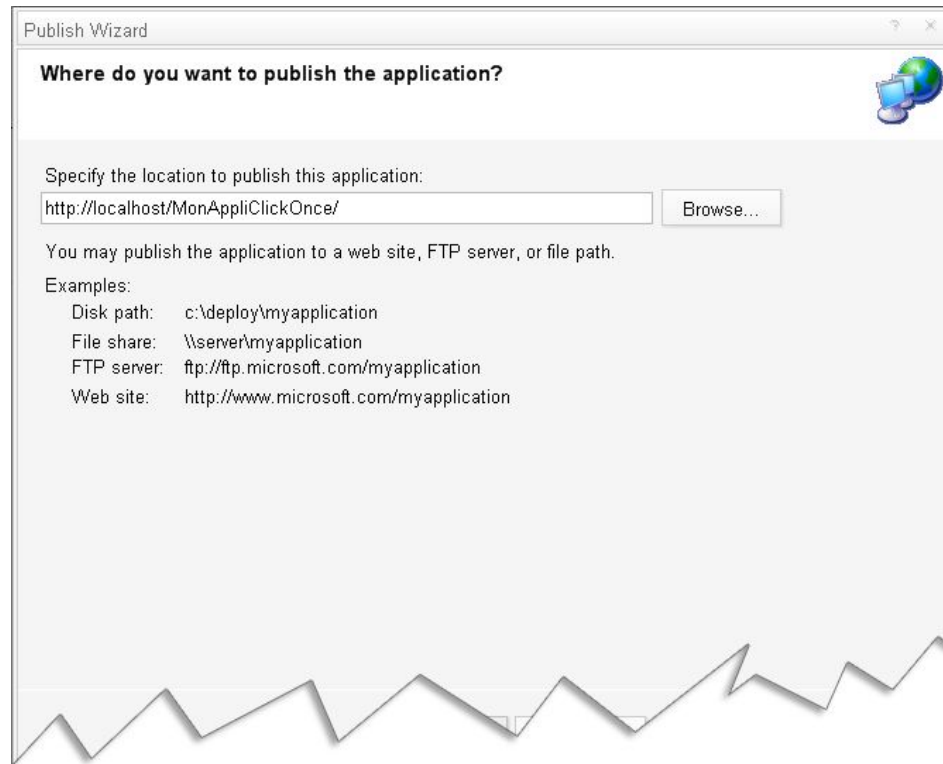 Publish Wizard
Where do you want to publish the application?
Specify the location to publish this application:
http://localhost/MonAppliClickOnce/
Browse...
You may publish the application to a web site, FTP server, or file path.
Examples:
Disk path: c:\deploy\myapplication
File share: \\server\myapplication
FTP server: ftp://ftp.microsoft.com/myapplication
Web site: http://www.microsoft.com/myapplication